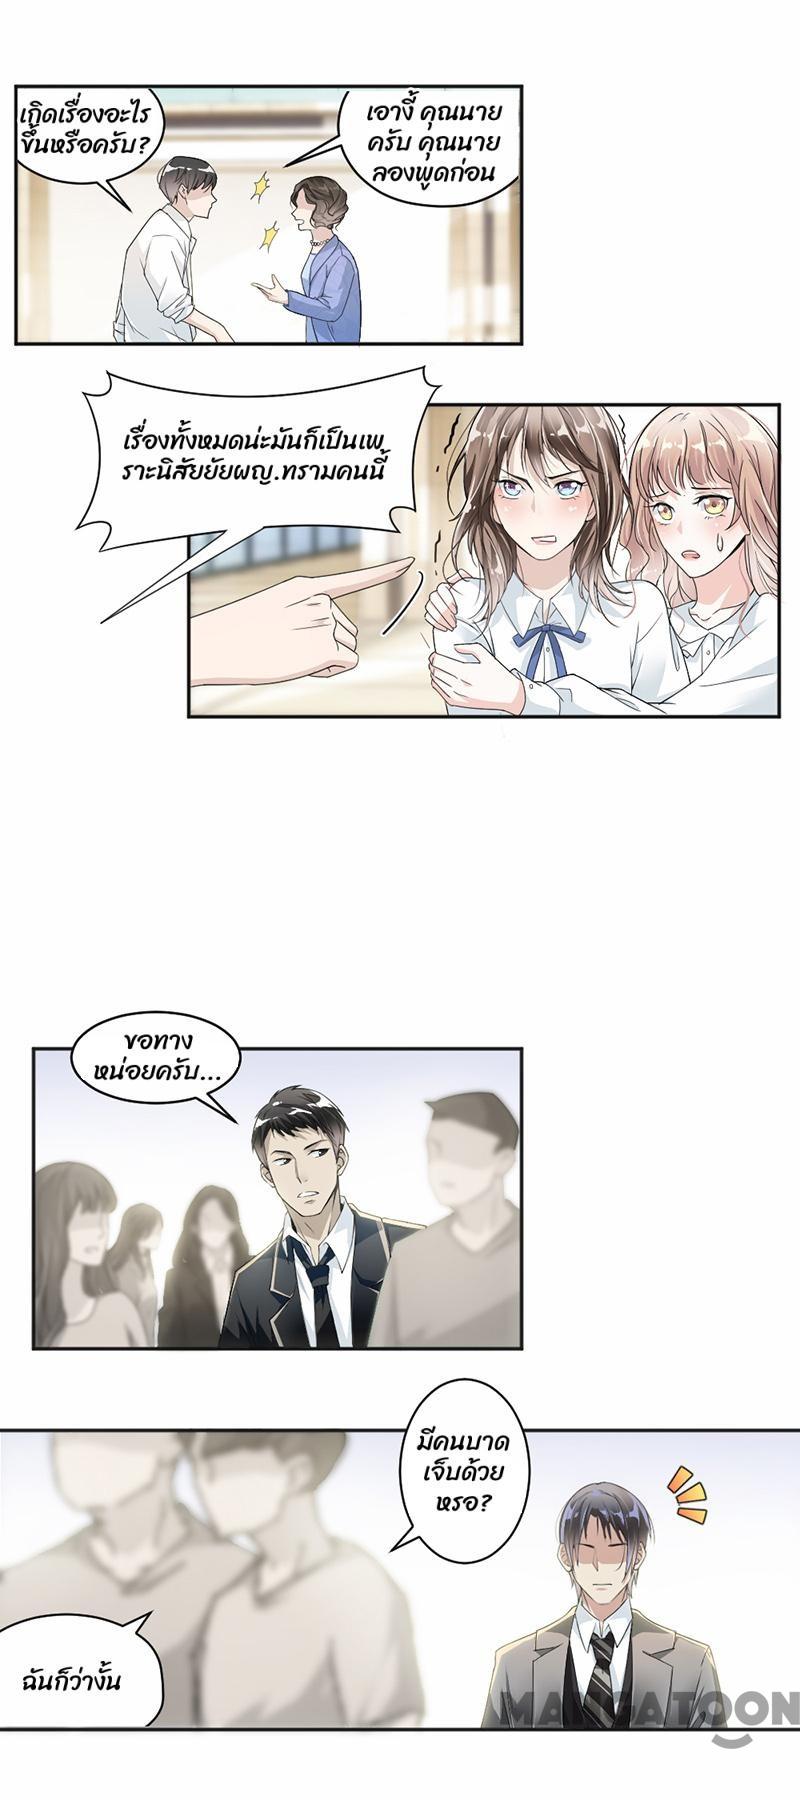 เกิดเรื่องอะไร
ขึ้นหรือครับ?
เอางี้ คุณนาย
ครับ คุณนาย
ลองพูดก่อน
เรื่องทั้งหมดน่ะมันก็เป็นเพ
ราะนิสัยยัยผญ.ทรามคนนี้
ขอทาง
หน่อยครับ...
มีคนบาด
เจ็บด้วย
หรอ?
ฉันก็ว่างั้น
MANGATOON